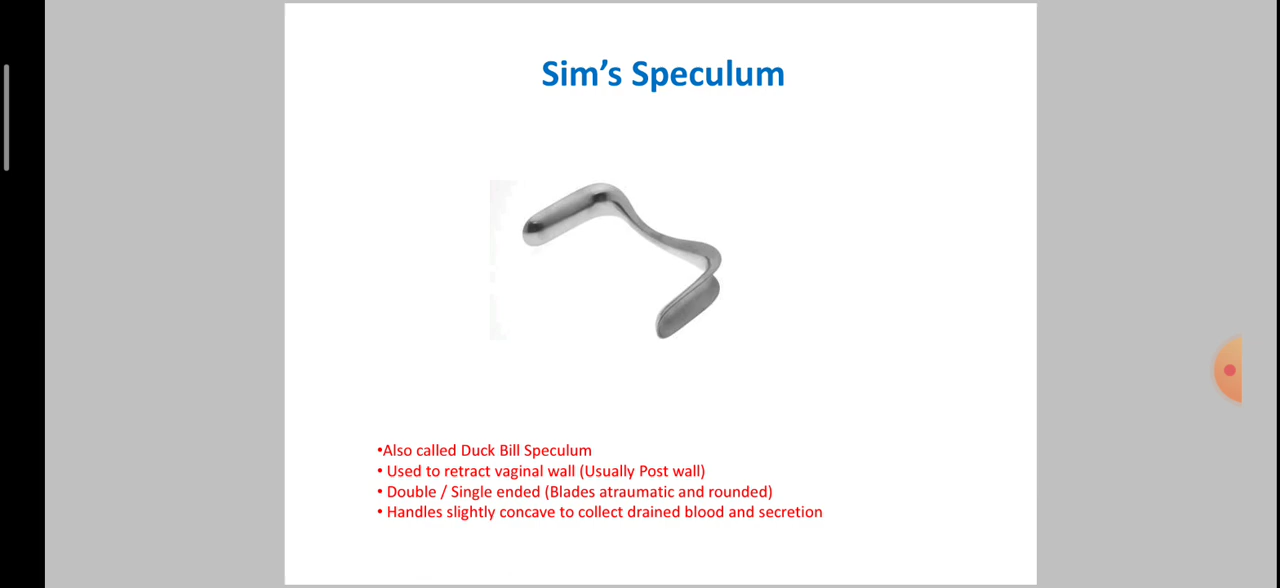 Sim’s Speculum
•Also called Duck Bill Speculum
• Used to retract vaginal wall (Usually Post wall)
• Double / Single ended (Blades atraumatic and rounded)
• Handles slightly concave to collect drained blood and secretion